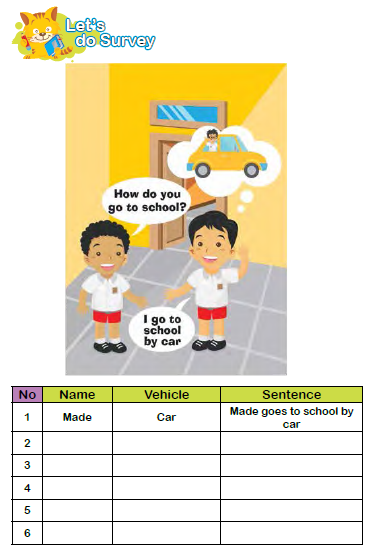 Let's
do Survey
How do you
go to school?
I go to
school
by car
No Name Vehicle Sentence
1 Made Car Made goes to school by
car
2
3
4
5
6